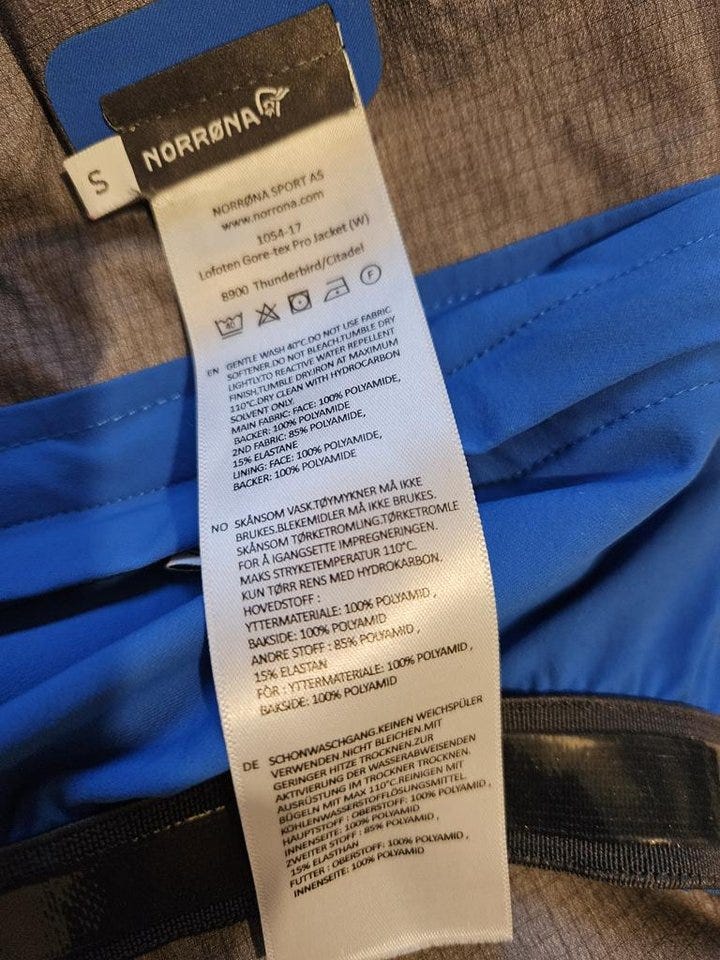 NORRØNA
S
NORRØNA SPORT AS
www.norrona.com
1054-17
Lofoten Gore-tex Pro Jacket (W)
8900 Thunderbird/Citadel
40
F
EN GENTLE WASH 40°C.DO NOT USE FABRIC
SOFTENER.DO NOT BLEACH.TUMBLE DRY
LIGHTLY.TO REACTIVE WATER REPELLENT
FINISH,TUMBLE DRY.IRON AT MAXIMUM
110°C.DRY CLEAN WITH HYDROCARBON
SOLVENT ONLY.
MAIN FABRIC: FACE: 100% POLYAMIDE,
BACKER: 100% POLYAMIDE
2ND FABRIC: 85% POLYAMIDE,
15% ELASTANE
LINING: FACE: 100% POLYAMIDE,
BACKER: 100% POLYAMIDE
NO SKÅNSOM VASK.TØYMYKNER MÅ IKKE
BRUKES.BLEKEMIDLER MÅ IKKE BRUKES.
SKÅNSOM TØRKETROMLING.TØRKETROMLE
FOR Å IGANGSETTE IMPREGNERINGEN.
MAKS STRYKETEMPERATUR 110°C.
KUN TØRR RENS MED HYDROKARBON.
HOVEDSTOFF :
YTTERMATERIALE: 100% POLYAMID ,
BAKSIDE: 100% POLYAMID
ANDRE STOFF : 85% POLYAMID ,
15% ELASTAN
FÔR : YTTERMATERIALE: 100% POLYAMID ,
BAKSIDE: 100% POLYAMID
DE SCHONWASCHGANG.KEINEN WEICHSPÜLER
VERWENDEN.NICHT BLEICHEN.MIT
GERINGER HITZE TROCKNEN.ZUR
AKTVIERUNG DER WASSERABWEISENDEN
AUSRÜSTUNG IM TROCKNER TROCKNEN.
BÜGELN MIT MAX 110°C.REINIGEN MIT
KOHLENWASSERSTOFFLÖSUNGSMITTEL
HAUPTSTOFF : OBERSTOFF: 100% POLYAMID ,
INNENSEITE: 100% POLYAMID
ZWEITER STOFF : 85% POLYAMID ,
15% ELASTHAN
FUTTER : OBERSTOFF: 100% POLYAMID ,
INNENSEITE: 100% POLYAMID